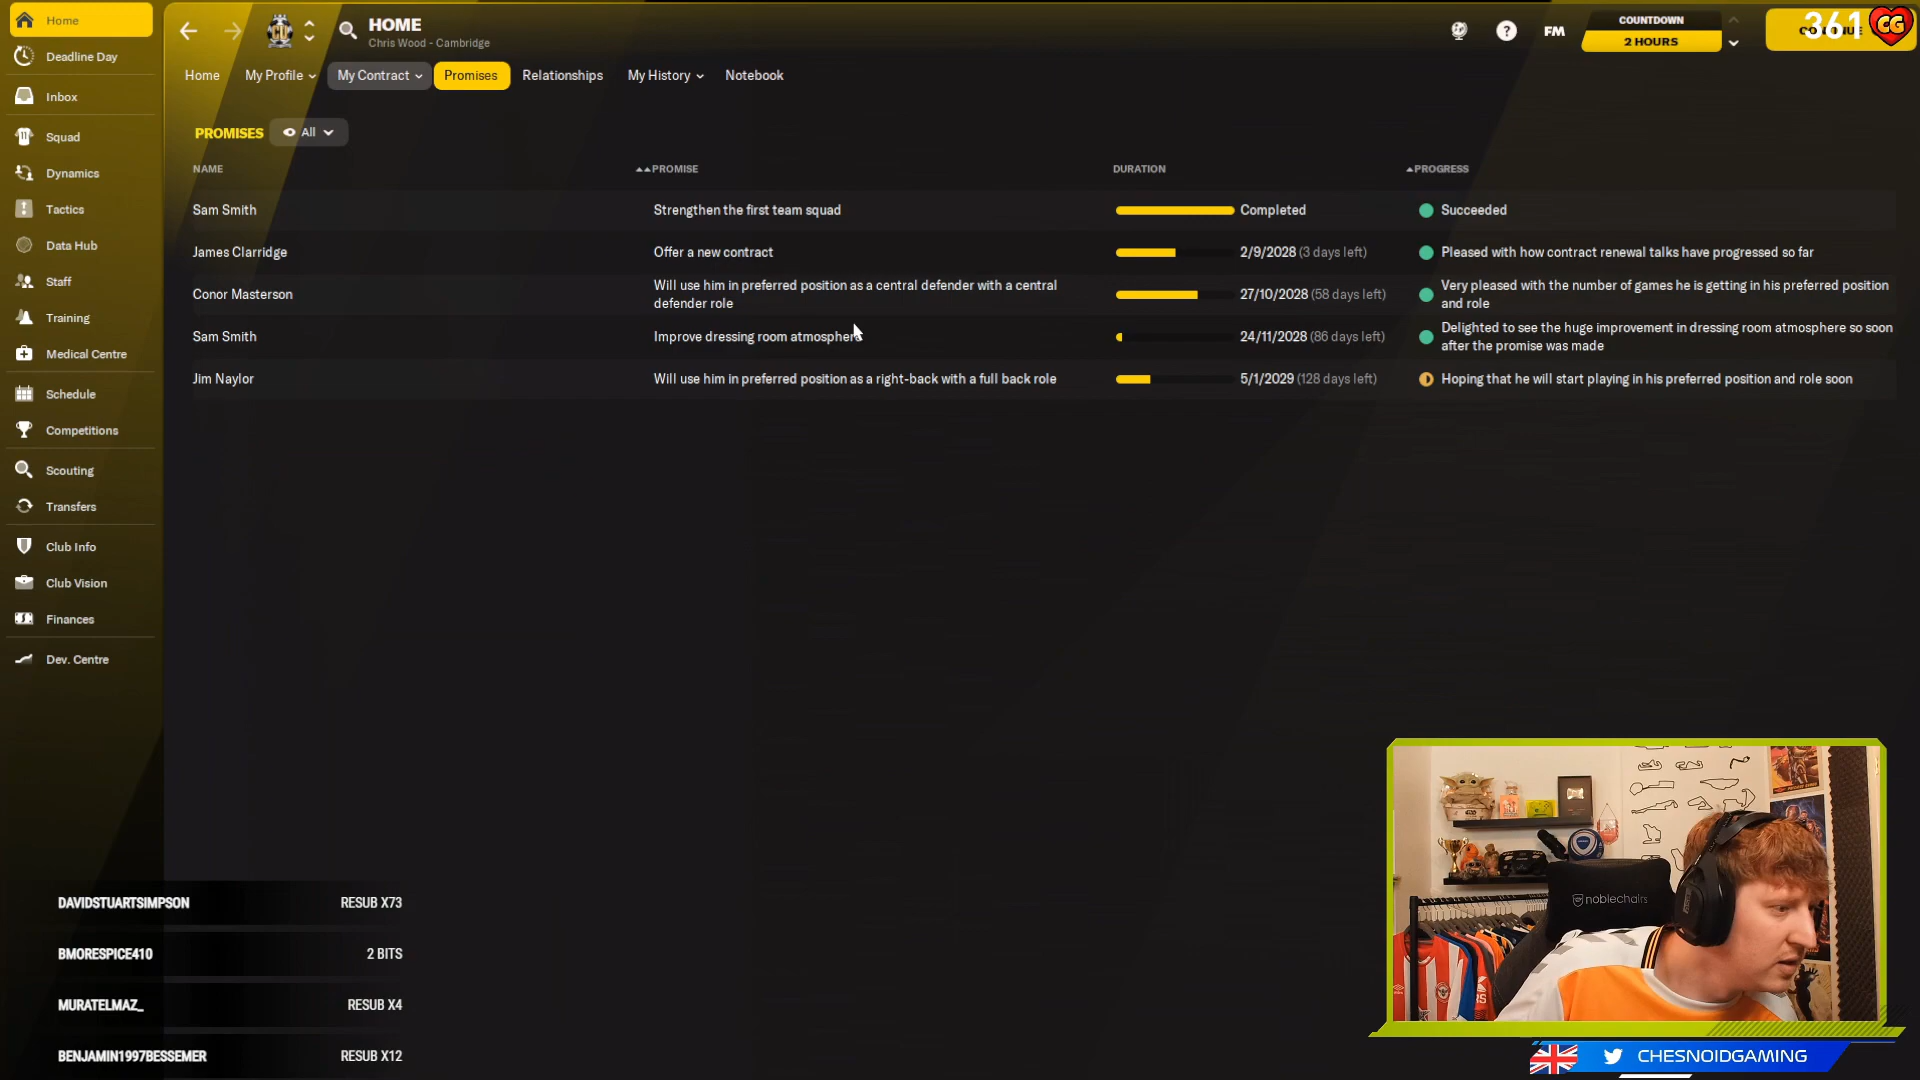 Home
Deadline Day
Inbox
Squad
Dynamics
Tactics
Data Hub
Staff
Training
Medical Centre
Schedule
Competitions
Scouting
Transfers
Club Info
Club Vision
Finances
Dev. Centre
CU
HOME
Chris Wood - Cambridge
? FM
COUNTDOWN
2 HOURS
361 CG
Home My Profile My Contract Promises Relationships My History Notebook
PROMISES All
NAME PROMISE DURATION PROGRESS
Sam Smith Strengthen the first team squad Completed Succeeded
James Clarridge Offer a new contract 2/9/2028 (3 days left) Pleased with how contract renewal talks have progressed so far
Conor Masterson Will use him in preferred position as a central defender with a central
defender role 27/10/2028 (58 days left) Very pleased with the number of games he is getting in his preferred position
and role
Sam Smith Improve dressing room atmosphere 24/11/2028 (86 days left) Delighted to see the huge improvement in dressing room atmosphere so soon
after the promise was made
Jim Naylor Will use him in preferred position as a right-back with a full back role 5/1/2029 (128 days left) Hoping that he will start playing in his preferred position and role soon
DAVIDSTUARTSIMPSON RESUB X73
BMORESPICE410 2 BITS
MURATELMAZ_ RESUB X4
BENJAMIN1997BESSEMER RESUB X12
noblechairs
CHESNOIDGAMING